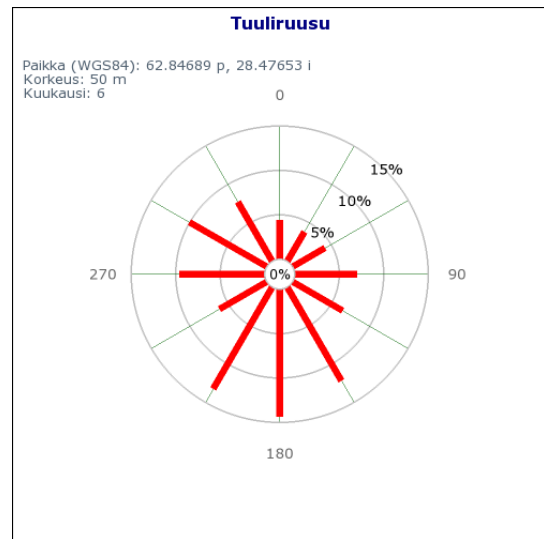 Tuuliruusu
Paikka (WGS84): 62.84689 p, 28.47653 i
Korkeus: 50 m
Kuukausi: 6
0
15%
10%
5%
270
0%
90
180